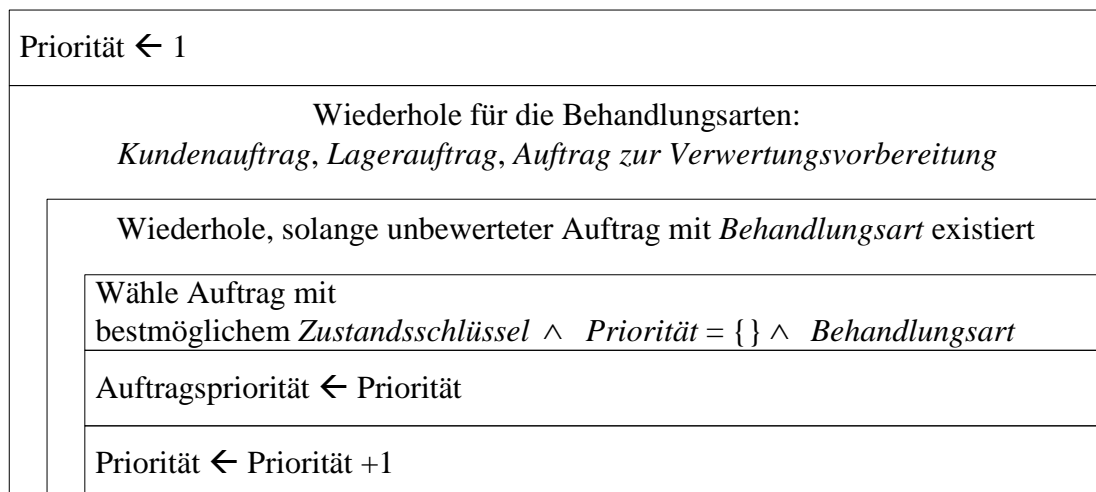 Priorität ← 1
Wiederhole für die Behandlungsarten:
Kundenauftrag, Lagerauftrag, Auftrag zur Verwertungsvorbereitung
Wiederhole, solange unbewerteter Auftrag mit Behandlungsart existiert
Wähle Auftrag mit
bestmöglichem Zustandsschlüssel ∧ Priorität = {} ∧ Behandlungsart
Auftragspriorität ← Priorität
Priorität ← Priorität +1